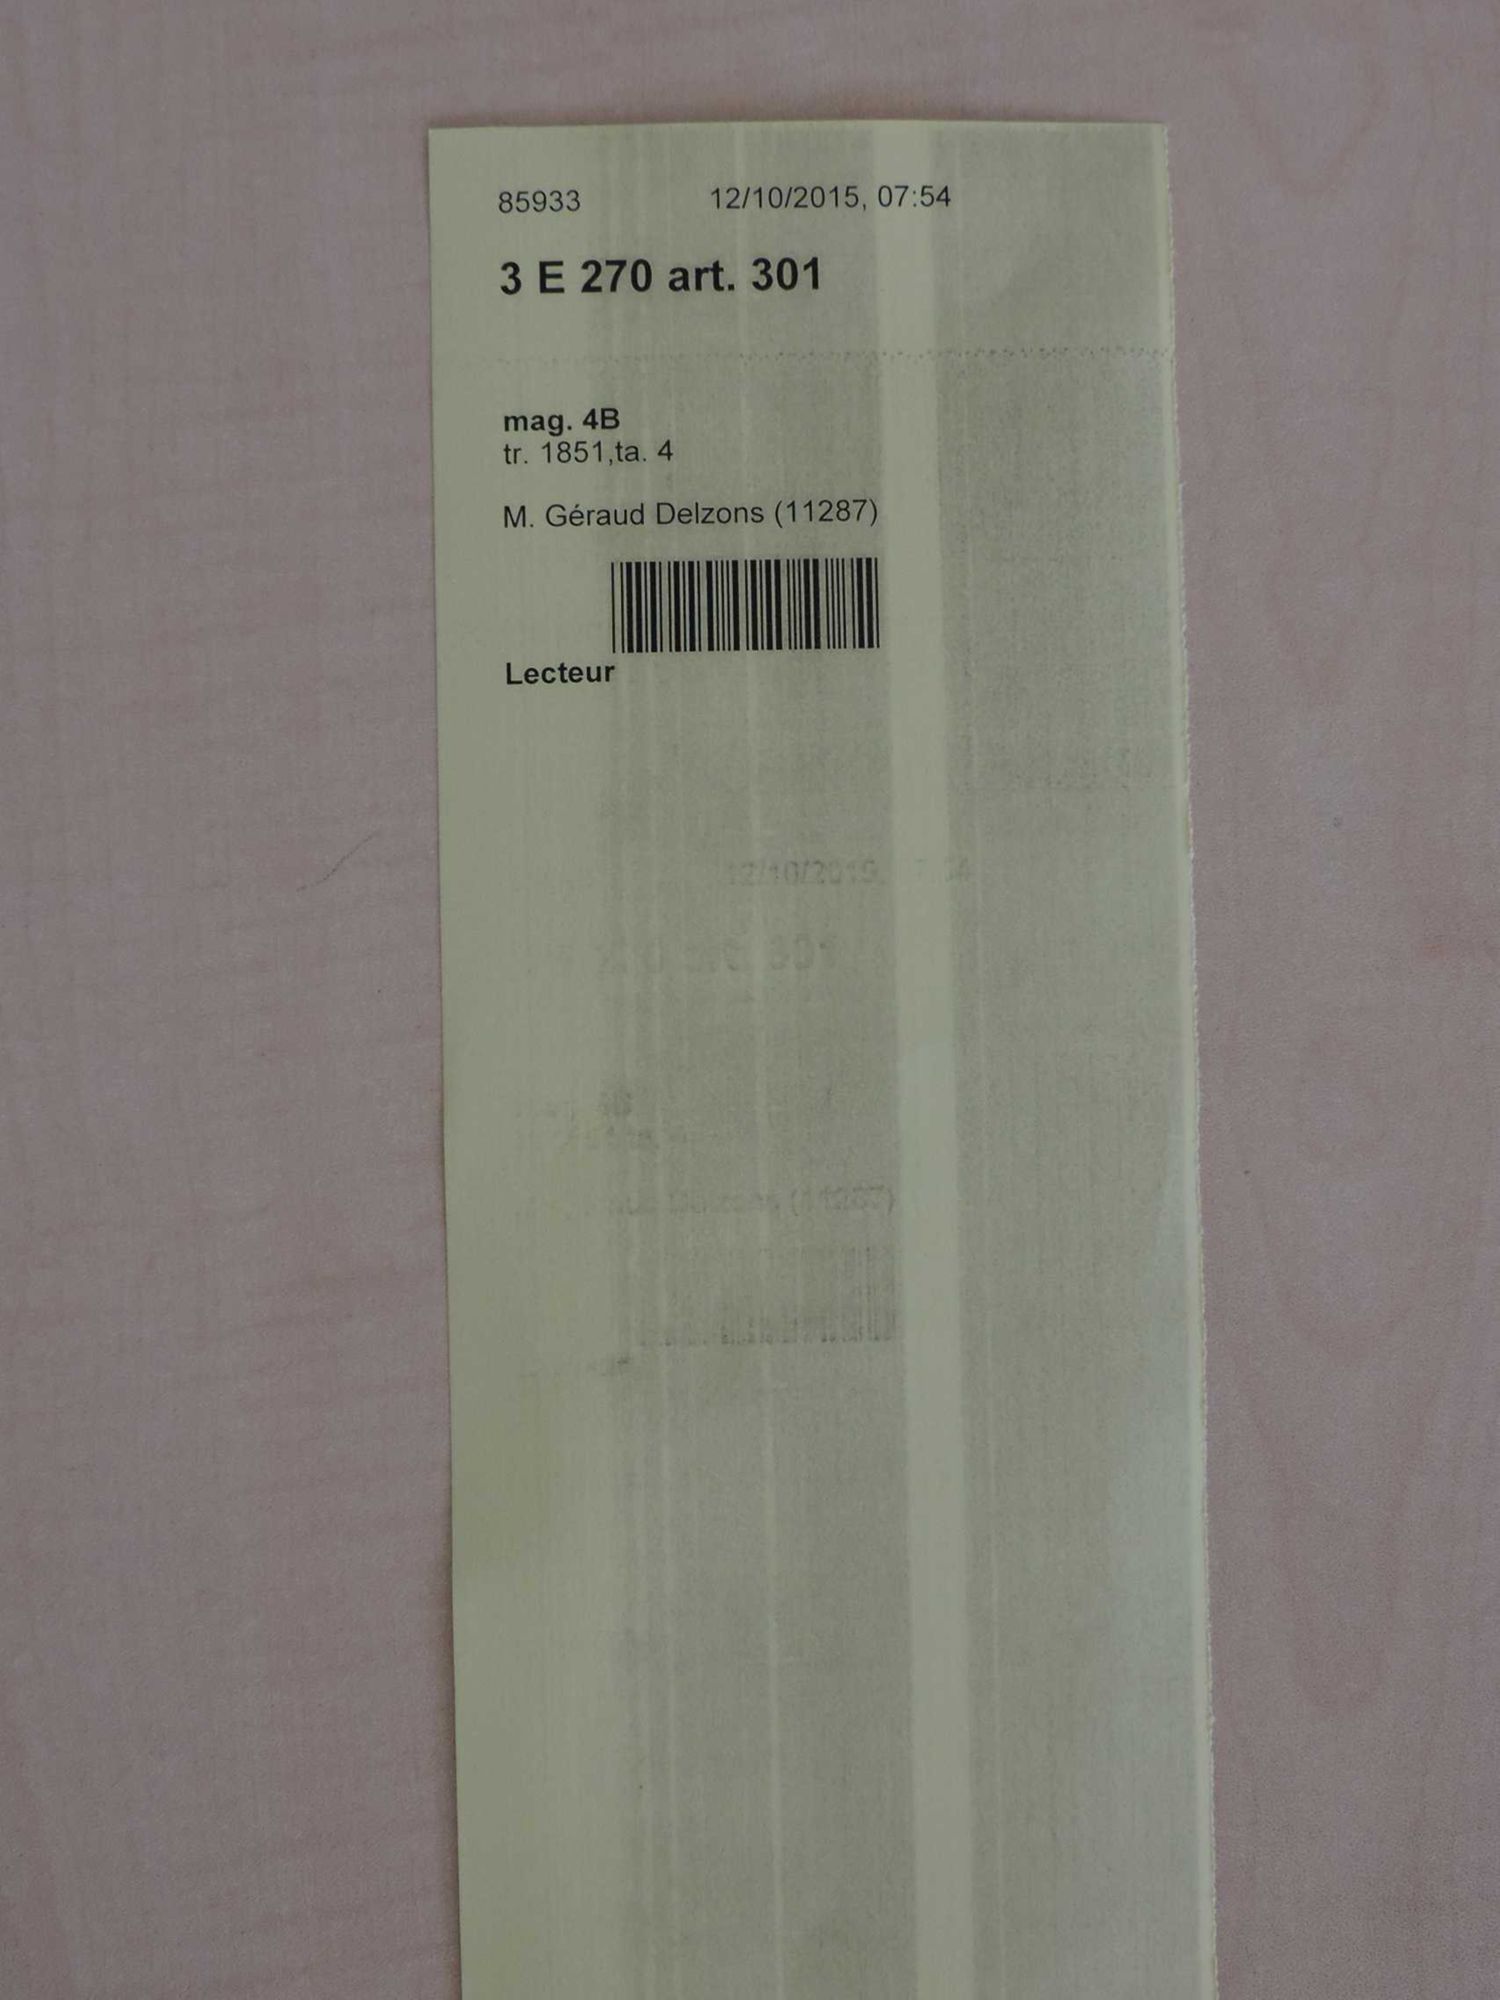 85933 12/10/2015, 07:54
3 E 270 art. 301
mag. 4B
tr. 1851,ta. 4
M. Géraud Delzons (11287)
Lecteur